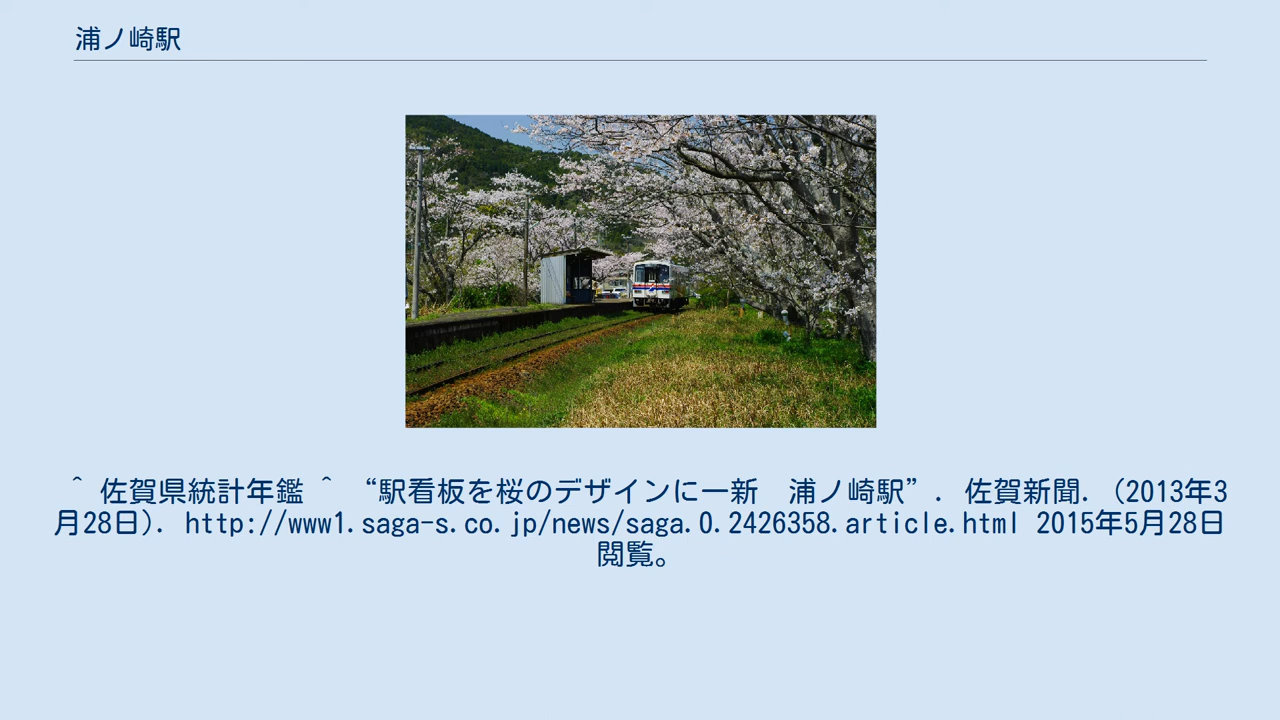 浦ノ崎駅
^ 佐賀県統計年鑑 ^ “駅看板を桜のデザインに一新　浦ノ崎駅”. 佐賀新聞. (2013年3
月28日). http://www1.saga-s.co.jp/news/saga.0.2426358.article.html 2015年5月28日
閲覧。